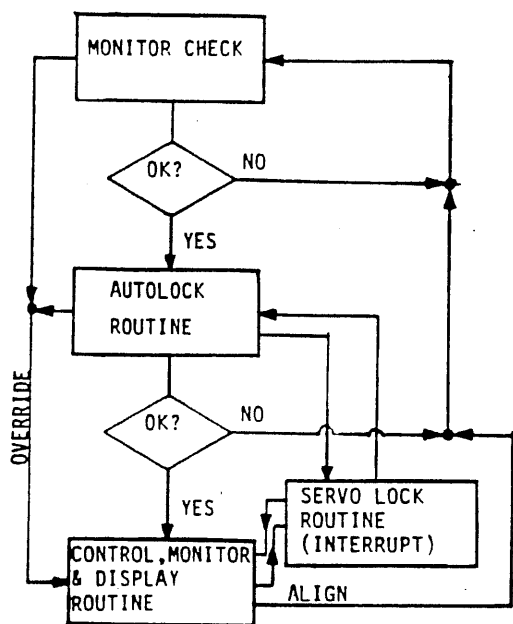 MONITOR CHECK
OK?
NO
YES
AUTOLOCK
ROUTINE
OK?
NO
OVERRIDE
YES
SERVO LOCK
ROUTINE
(INTERRUPT)
CONTROL,MONITOR
& DISPLAY
ROUTINE
ALIGN